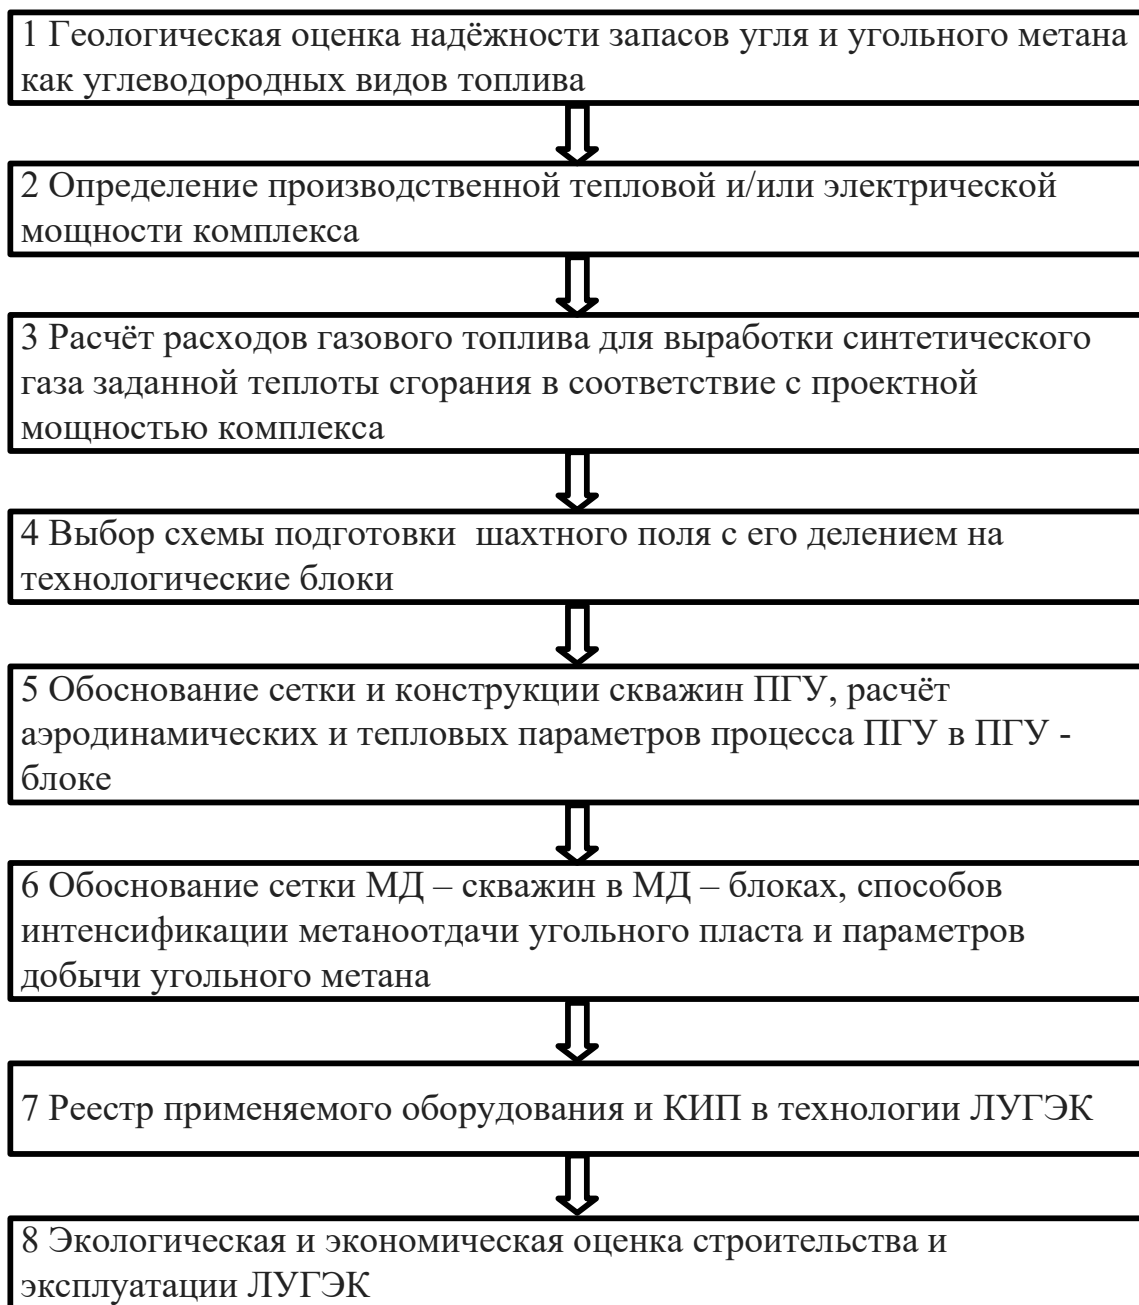 1 Геологическая оценка надёжности запасов угля и угольного метана
как углеводородных видов топлива
2 Определение производственной тепловой и/или электрической
мощности комплекса
3 Расчёт расходов газового топлива для выработки синтетического
газа заданной теплоты сгорания в соответствие с проектной
мощностью комплекса
4 Выбор схемы подготовки шахтного поля с его делением на
технологические блоки
5 Обоснование сетки и конструкции скважин ПГУ, расчёт
аэродинамических и тепловых параметров процесса ПГУ в ПГУ -
блоке
6 Обоснование сетки МД – скважин в МД – блоках, способов
интенсификации метаноотдачи угольного пласта и параметров
добычи угольного метана
7 Реестр применяемого оборудования и КИП в технологии ЛУГЭК
8 Экологическая и экономическая оценка строительства и
эксплуатации ЛУГЭК